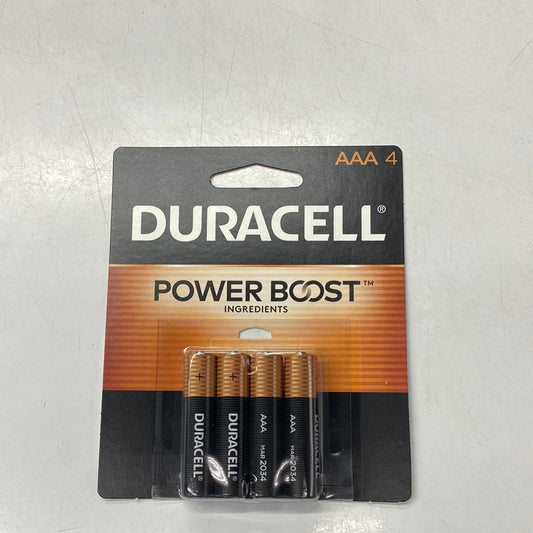 AAA 4
DURACELL®
POWER BOOST™
INGREDIENTS
+ DURACELL
+ DURACELL
AAA MAR 2034
AAA MAR 2034